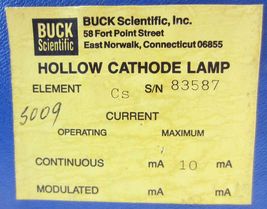 BUCK
Scientific
BUCK Scientific, Inc.
58 Fort Point Street
East Norwalk, Connecticut 06855
HOLLOW CATHODE LAMP
ELEMENT Cs S/N 83587
5009
CURRENT
OPERATING MAXIMUM
CONTINUOUS mA 10 mA
MODULATED mA mA